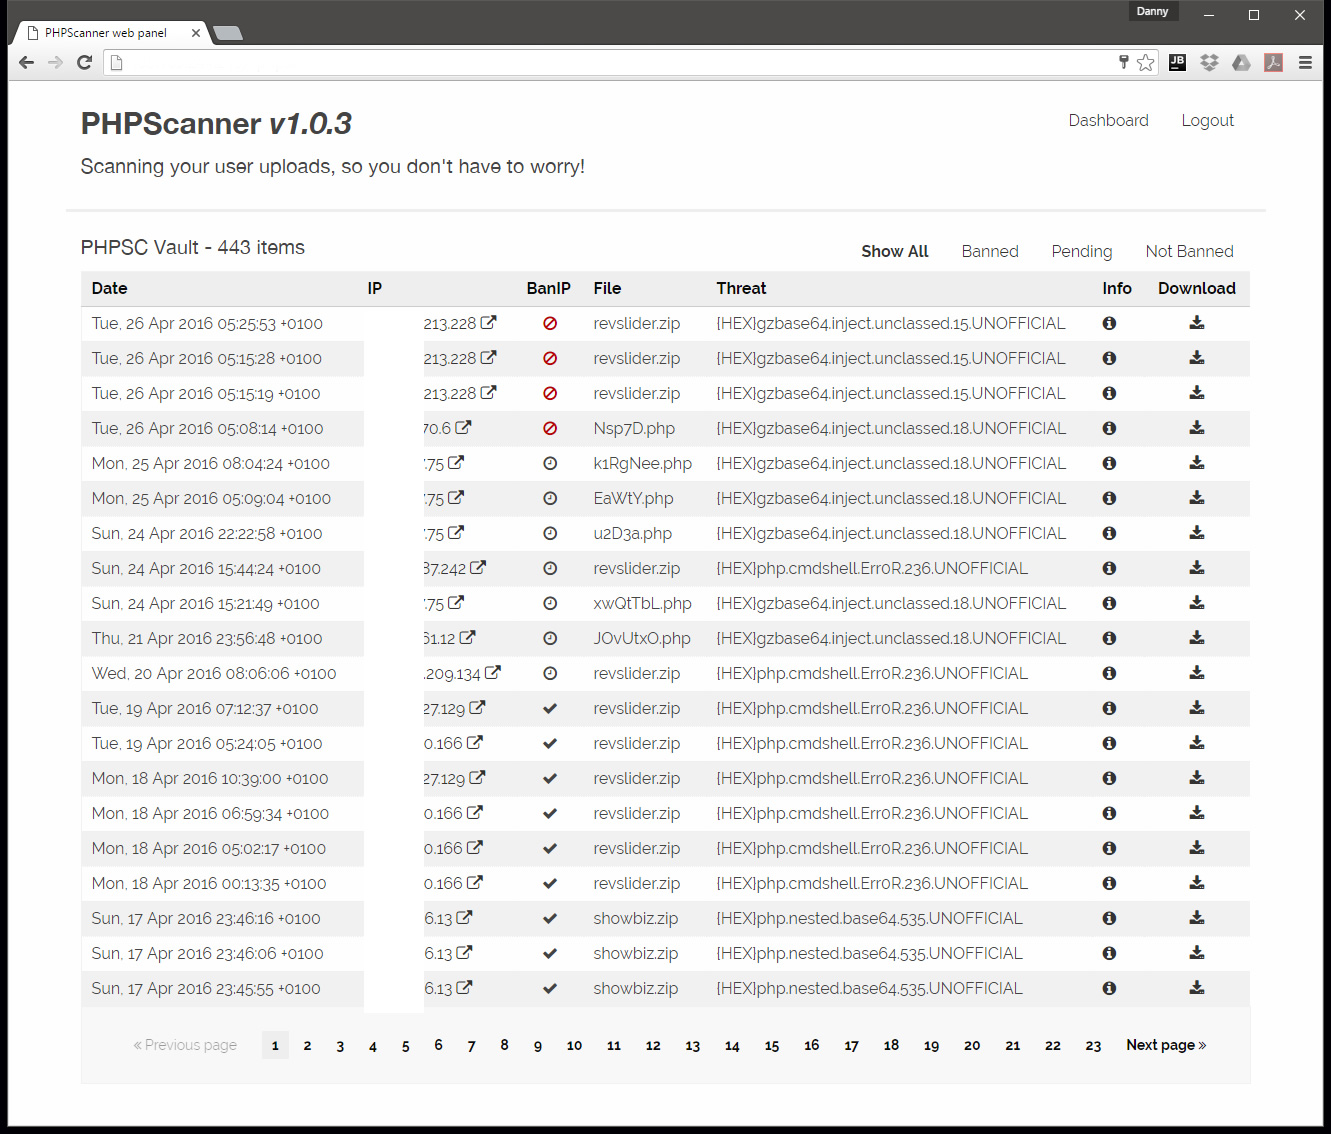 Danny
PHPScanner web panel
JB
PHPScanner v1.0.3
Dashboard Logout
Scanning your user uploads, so you don't have to worry!
PHPSC Vault - 443 items
Show All Banned Pending Not Banned
Date IP BanIP File Threat Info Download
Tue, 26 Apr 2016 05:25:53 +0100 213.228 revslider.zip {HEX}gzbase64.inject.unclassed.15.UNOFFICIAL
Tue, 26 Apr 2016 05:15:28 +0100 213.228 revslider.zip {HEX}gzbase64.inject.unclassed.15.UNOFFICIAL
Tue, 26 Apr 2016 05:15:19 +0100 213.228 revslider.zip {HEX}gzbase64.inject.unclassed.15.UNOFFICIAL
Tue, 26 Apr 2016 05:08:14 +0100 70.6 Nsp7D.php {HEX}gzbase64.inject.unclassed.18.UNOFFICIAL
Mon, 25 Apr 2016 08:04:24 +0100 .75 k1RgNee.php {HEX}gzbase64.inject.unclassed.18.UNOFFICIAL
Mon, 25 Apr 2016 05:09:04 +0100 .75 EaWtY.php {HEX}gzbase64.inject.unclassed.18.UNOFFICIAL
Sun, 24 Apr 2016 22:22:58 +0100 .75 u2D3a.php {HEX}gzbase64.inject.unclassed.18.UNOFFICIAL
Sun, 24 Apr 2016 15:44:24 +0100 37.242 revslider.zip {HEX}php.cmdshell.Err0R.236.UNOFFICIAL
Sun, 24 Apr 2016 15:21:49 +0100 .75 xwQtTbL.php {HEX}gzbase64.inject.unclassed.18.UNOFFICIAL
Thu, 21 Apr 2016 23:56:48 +0100 61.12 JOvUtxO.php {HEX}gzbase64.inject.unclassed.18.UNOFFICIAL
Wed, 20 Apr 2016 08:06:06 +0100 .209.134 revslider.zip {HEX}php.cmdshell.Err0R.236.UNOFFICIAL
Tue, 19 Apr 2016 07:12:37 +0100 27.129 revslider.zip {HEX}php.cmdshell.Err0R.236.UNOFFICIAL
Tue, 19 Apr 2016 05:24:05 +0100 0.166 revslider.zip {HEX}php.cmdshell.Err0R.236.UNOFFICIAL
Mon, 18 Apr 2016 10:39:00 +0100 27.129 revslider.zip {HEX}php.cmdshell.Err0R.236.UNOFFICIAL
Mon, 18 Apr 2016 06:59:34 +0100 0.166 revslider.zip {HEX}php.cmdshell.Err0R.236.UNOFFICIAL
Mon, 18 Apr 2016 05:02:17 +0100 0.166 revslider.zip {HEX}php.cmdshell.Err0R.236.UNOFFICIAL
Mon, 18 Apr 2016 00:13:35 +0100 0.166 revslider.zip {HEX}php.cmdshell.Err0R.236.UNOFFICIAL
Sun, 17 Apr 2016 23:46:16 +0100 6.13 showbiz.zip {HEX}php.nested.base64.535.UNOFFICIAL
Sun, 17 Apr 2016 23:46:06 +0100 6.13 showbiz.zip {HEX}php.nested.base64.535.UNOFFICIAL
Sun, 17 Apr 2016 23:45:55 +0100 6.13 showbiz.zip {HEX}php.nested.base64.535.UNOFFICIAL
« Previous page 1 2 3 4 5 6 7 8 9 10 11 12 13 14 15 16 17 18 19 20 21 22 23 Next page »